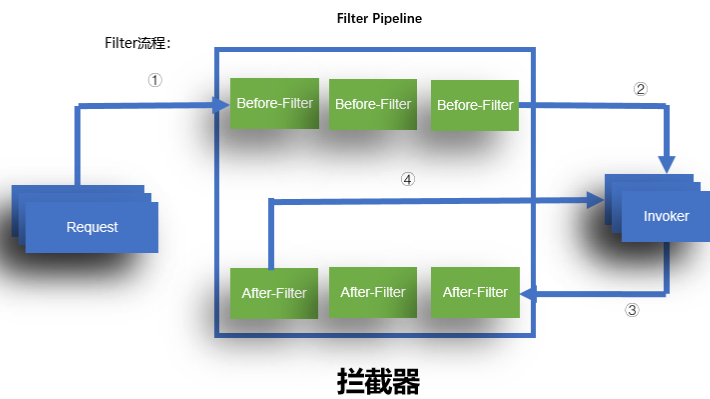 Filter Pipeline
Filter流程：
①
②
Before-Filter
Before-Filter
Before-Filter
④
Request
Invoker
After-Filter
After-Filter
After-Filter
③
拦截器